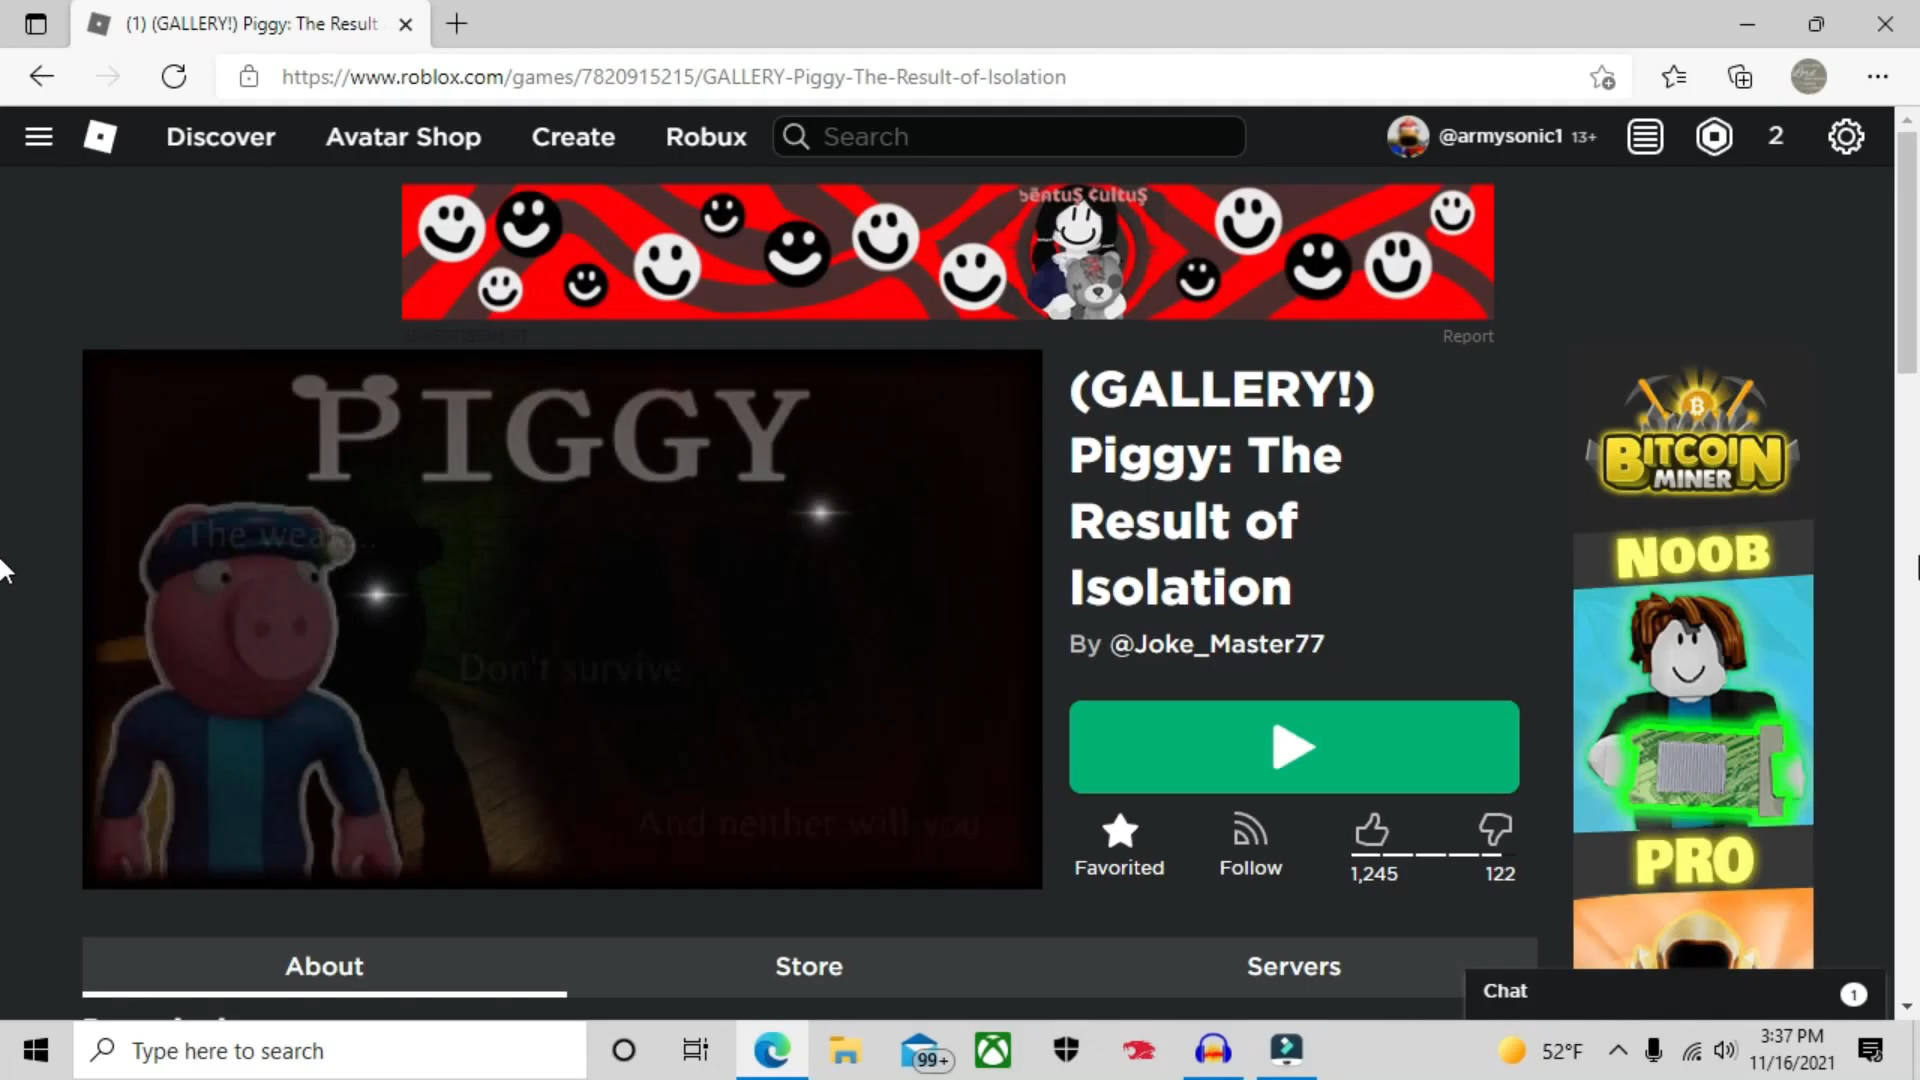 (1) (GALLERY!) Piggy: The Result
https://www.roblox.com/games/7820915215/GALLERY-Piggy-The-Result-of-Isolation
Discover
Avatar Shop
Create
Robux
Search
@armysonic1 13+
2
ADVERTISEMENT
Report
PIGGY
Don't survive
And neither will you
(GALLERY!)
Piggy: The
Result of
Isolation
By @Joke_Master77
Favorited
Follow
1,245
122
BITCOIN
MINER
NOOB
PRO
About
Store
Servers
Chat
1
Type here to search
99+
52°F
3:37 PM
11/16/2021